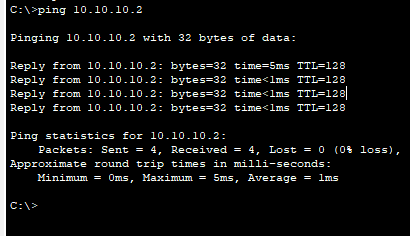 C:\>ping 10.10.10.2
Pinging 10.10.10.2 with 32 bytes of data:
Reply from 10.10.10.2: bytes=32 time=5ms TTL=128
Reply from 10.10.10.2: bytes=32 time<1ms TTL=128
Reply from 10.10.10.2: bytes=32 time<1ms TTL=128
Reply from 10.10.10.2: bytes=32 time<1ms TTL=128
Ping statistics for 10.10.10.2:
    Packets: Sent = 4, Received = 4, Lost = 0 (0% loss),
Approximate round trip times in milli-seconds:
    Minimum = 0ms, Maximum = 5ms, Average = 1ms
C:\>